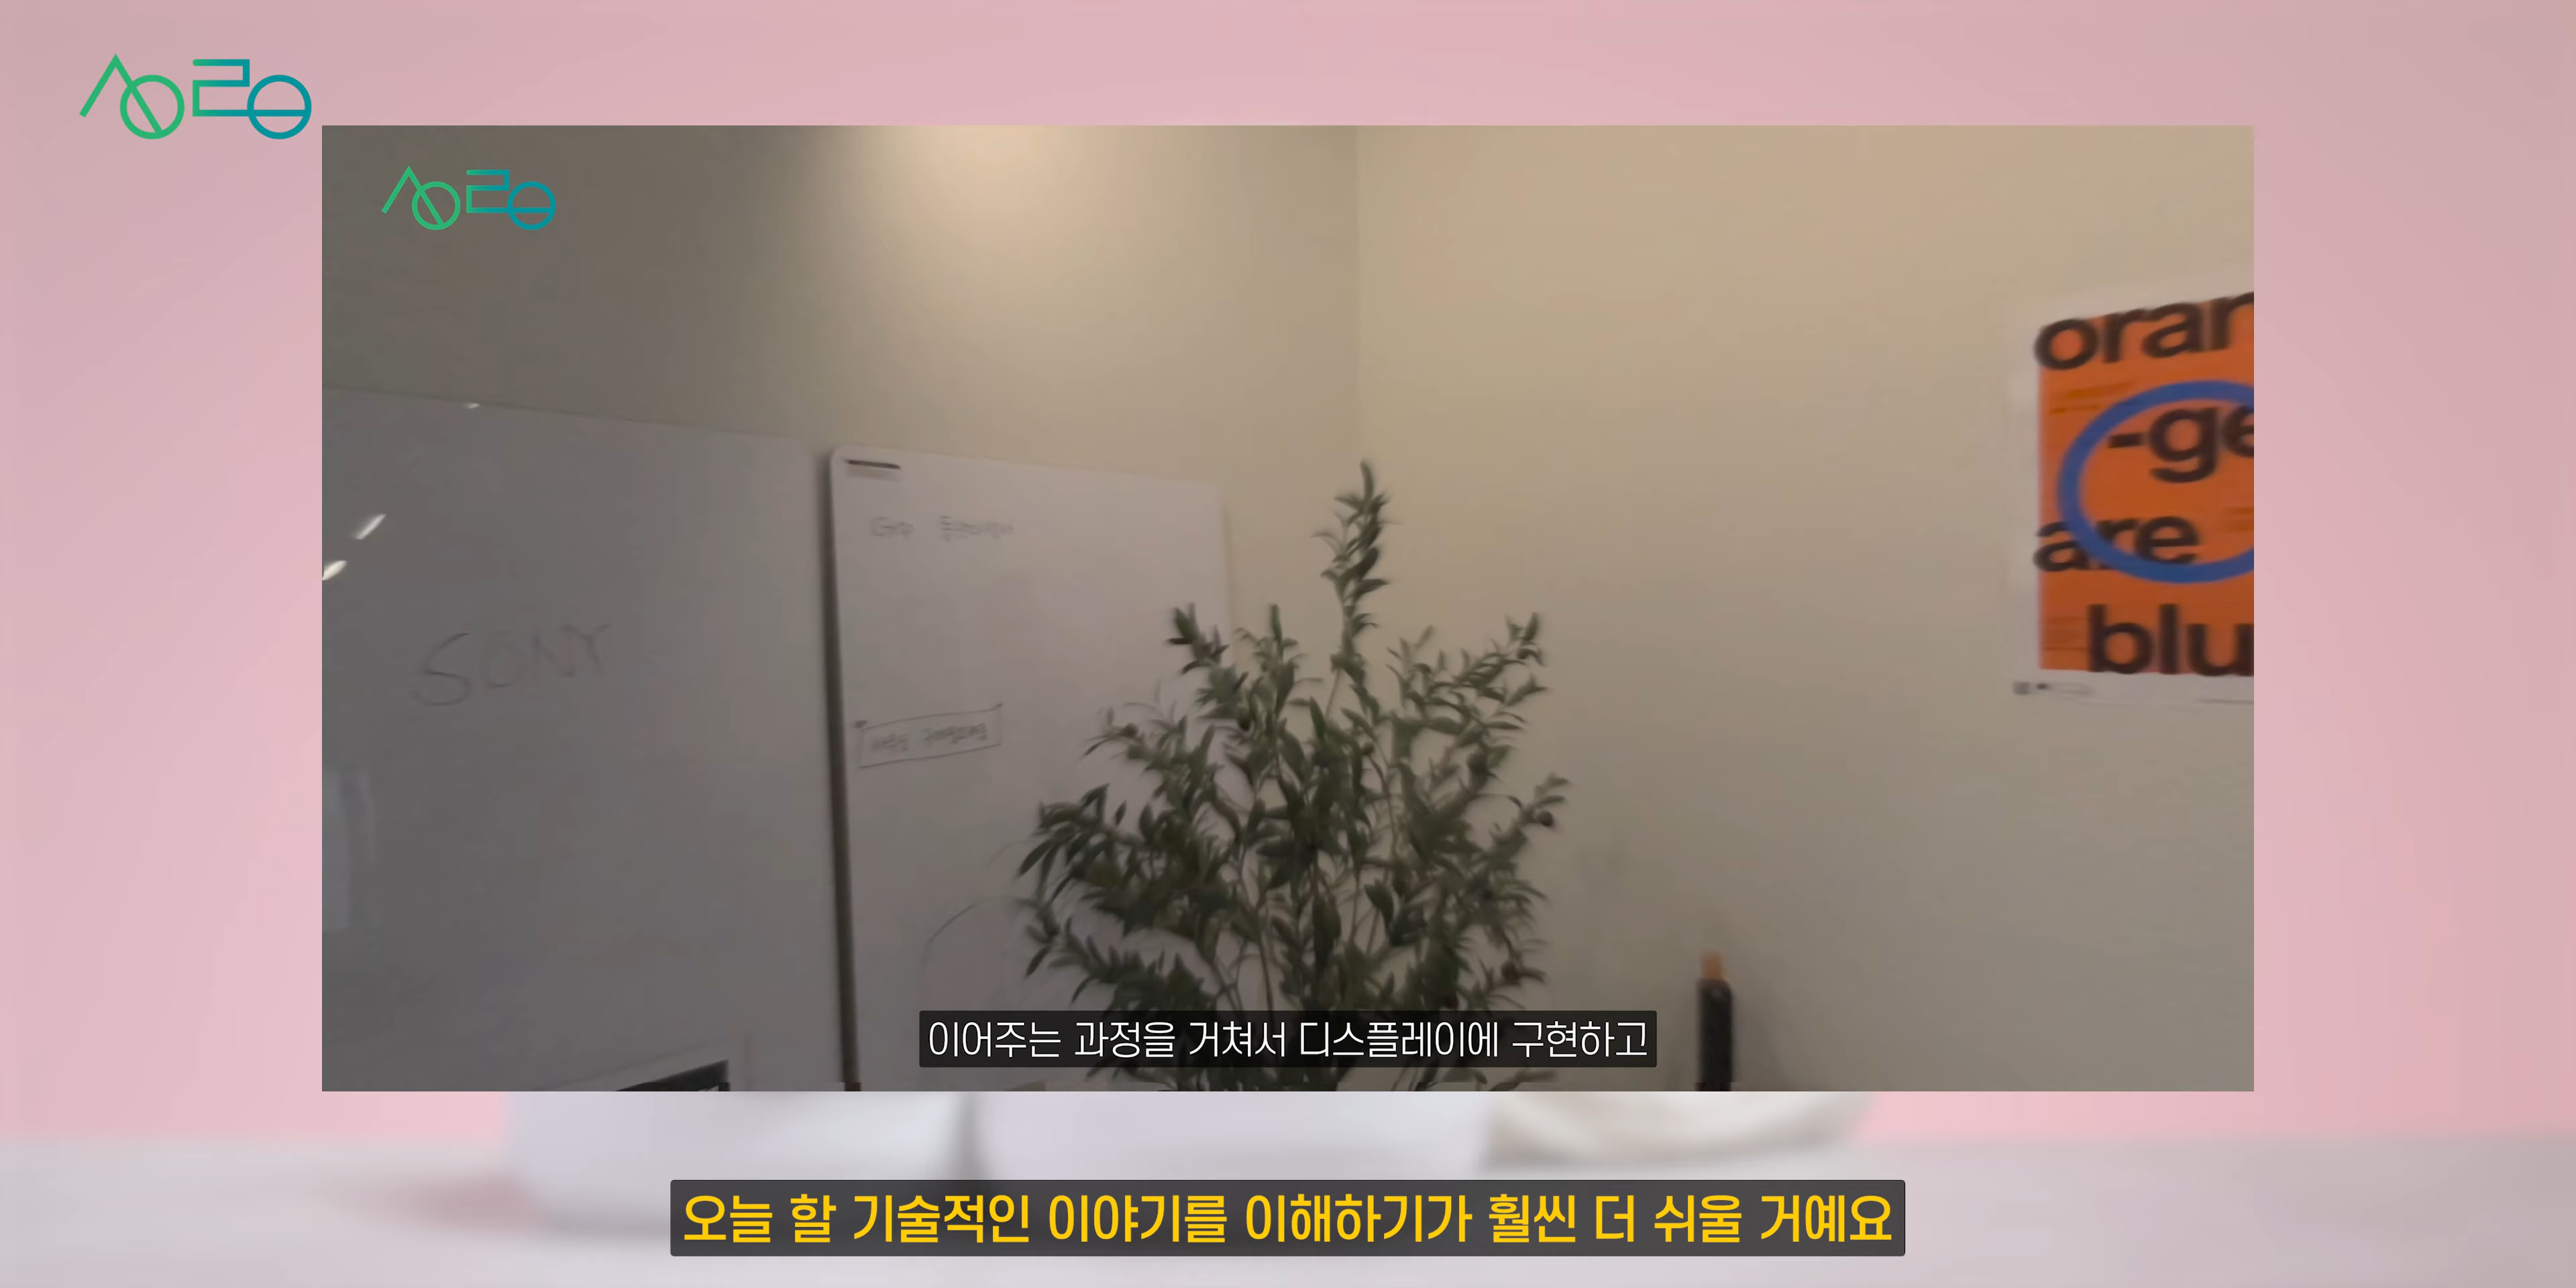 SONY
oran
-ge
are
blu
이어주는 과정을 거쳐서 디스플레이에 구현하고
오늘 할 기술적인 이야기를 이해하기가 훨씬 더 쉬울 거예요